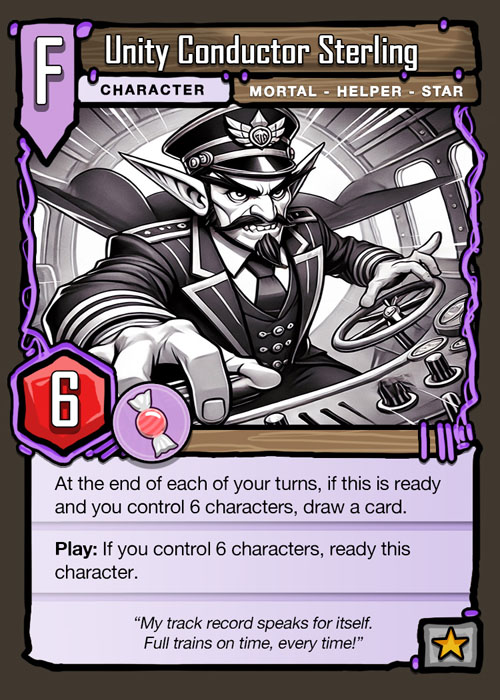 F
Unity Conductor Sterling
CHARACTER
MORTAL - HELPER - STAR
6
At the end of each of your turns, if this is ready
and you control 6 characters, draw a card.
Play: If you control 6 characters, ready this
character.
“My track record speaks for itself.
Full trains on time, every time!”